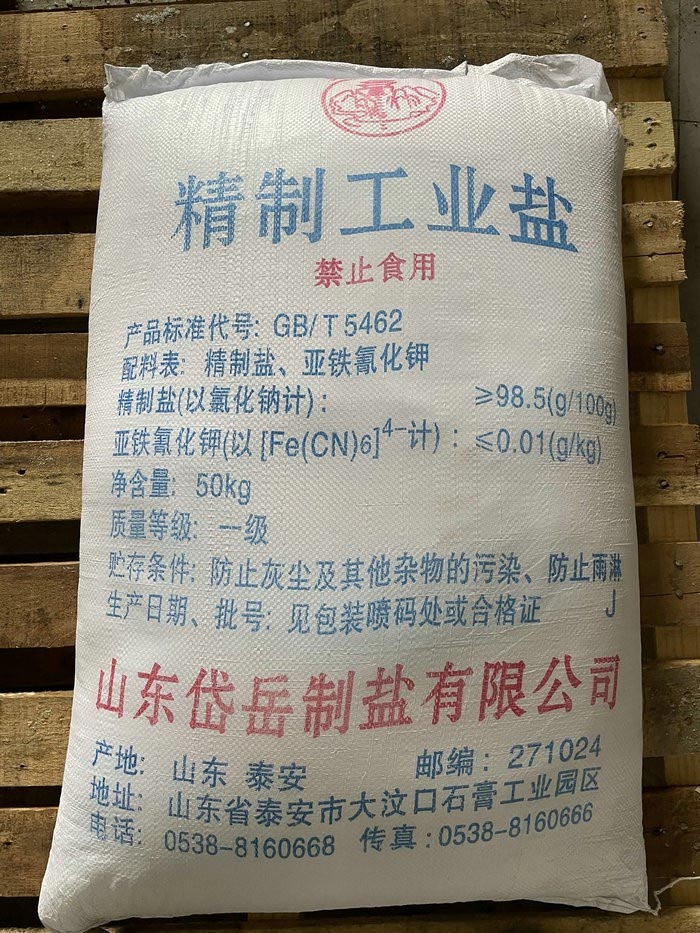 精制工业盐
禁止食用
产品标准代号: GB/T 5462
配料表: 精制盐、亚铁氰化钾
精制盐(以氯化钠计): ≥98.5(g/100g)
亚铁氰化钾(以 [Fe(CN)6]4-计) : ≤0.01(g/kg)
净含量: 50kg
质量等级: 一级
贮存条件: 防止灰尘及其他杂物的污染、防止雨淋
生产日期、批号: 见包装喷码处或合格证 J
山东岱岳制盐有限公司
产地: 山东 泰安 邮编: 271024
地址: 山东省泰安市大汶口石膏工业园区
电话: 0538-8160668 传真:0538-8160666